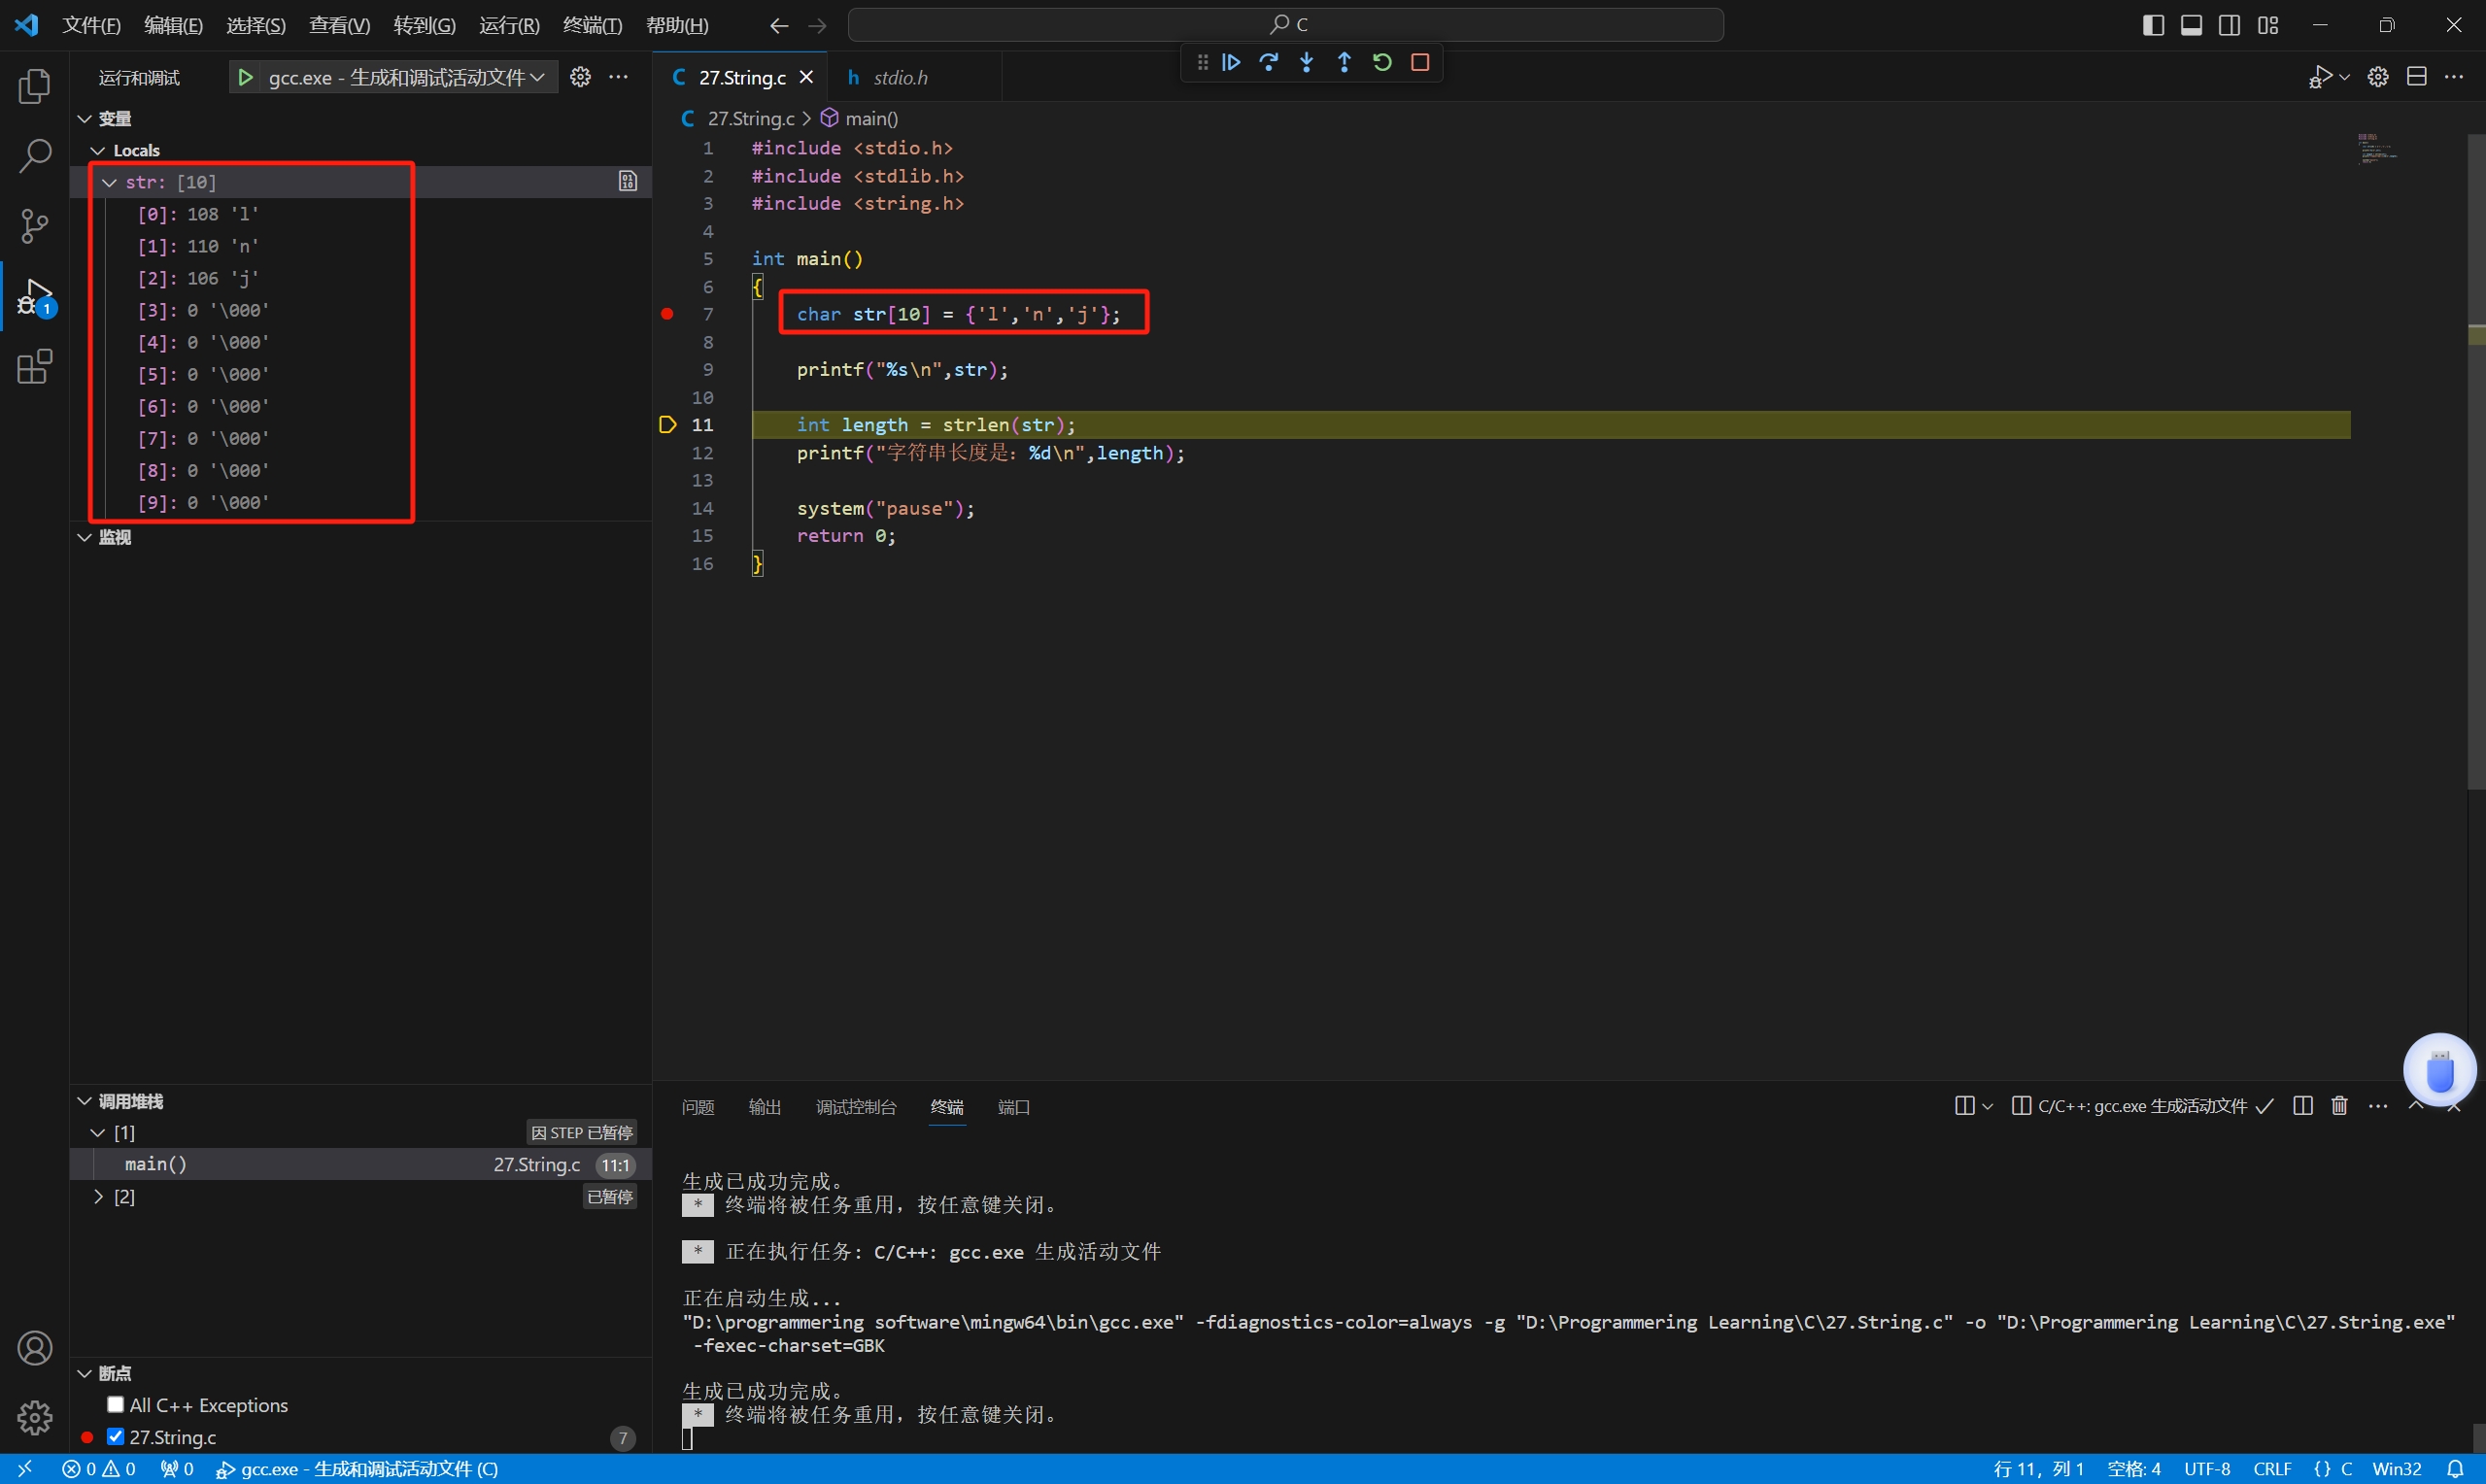 文件(F) 编辑(E) 选择(S) 查看(V) 转到(G) 运行(R) 终端(T) 帮助(H) C
运行和调试 gcc.exe - 生成和调试活动文件
变量
Locals
str: [10]
[0]: 108 'l'
[1]: 110 'n'
[2]: 106 'j'
[3]: 0 '\000'
[4]: 0 '\000'
[5]: 0 '\000'
[6]: 0 '\000'
[7]: 0 '\000'
[8]: 0 '\000'
[9]: 0 '\000'
监视
1
调用堆栈
[1] 因 STEP 已暂停
main() 27.String.c 11:1
[2] 已暂停
断点
All C++ Exceptions
27.String.c 7
C 27.String.c h stdio.h
C 27.String.c > main()
1 #include <stdio.h>
2 #include <stdlib.h>
3 #include <string.h>
4
5 int main()
6 {
7 char str[10] = {'l','n','j'};
8
9 printf("%s\n",str);
10
11 int length = strlen(str);
12 printf("字符串长度是：%d\n",length);
13
14 system("pause");
15 return 0;
16 }
问题 输出 调试控制台 终端 端口 C/C++: gcc.exe 生成活动文件
生成已成功完成。
* 终端将被任务重用，按任意键关闭。
* 正在执行任务: C/C++: gcc.exe 生成活动文件
正在启动生成...
"D:\programmering software\mingw64\bin\gcc.exe" -fdiagnostics-color=always -g "D:\Programmering Learning\C\27.String.c" -o "D:\Programmering Learning\C\27.String.exe"
-fexec-charset=GBK
生成已成功完成。
* 终端将被任务重用，按任意键关闭。
0 0 0 gcc.exe - 生成和调试活动文件 (C) 行 11，列 1 空格: 4 UTF-8 CRLF {} C Win32